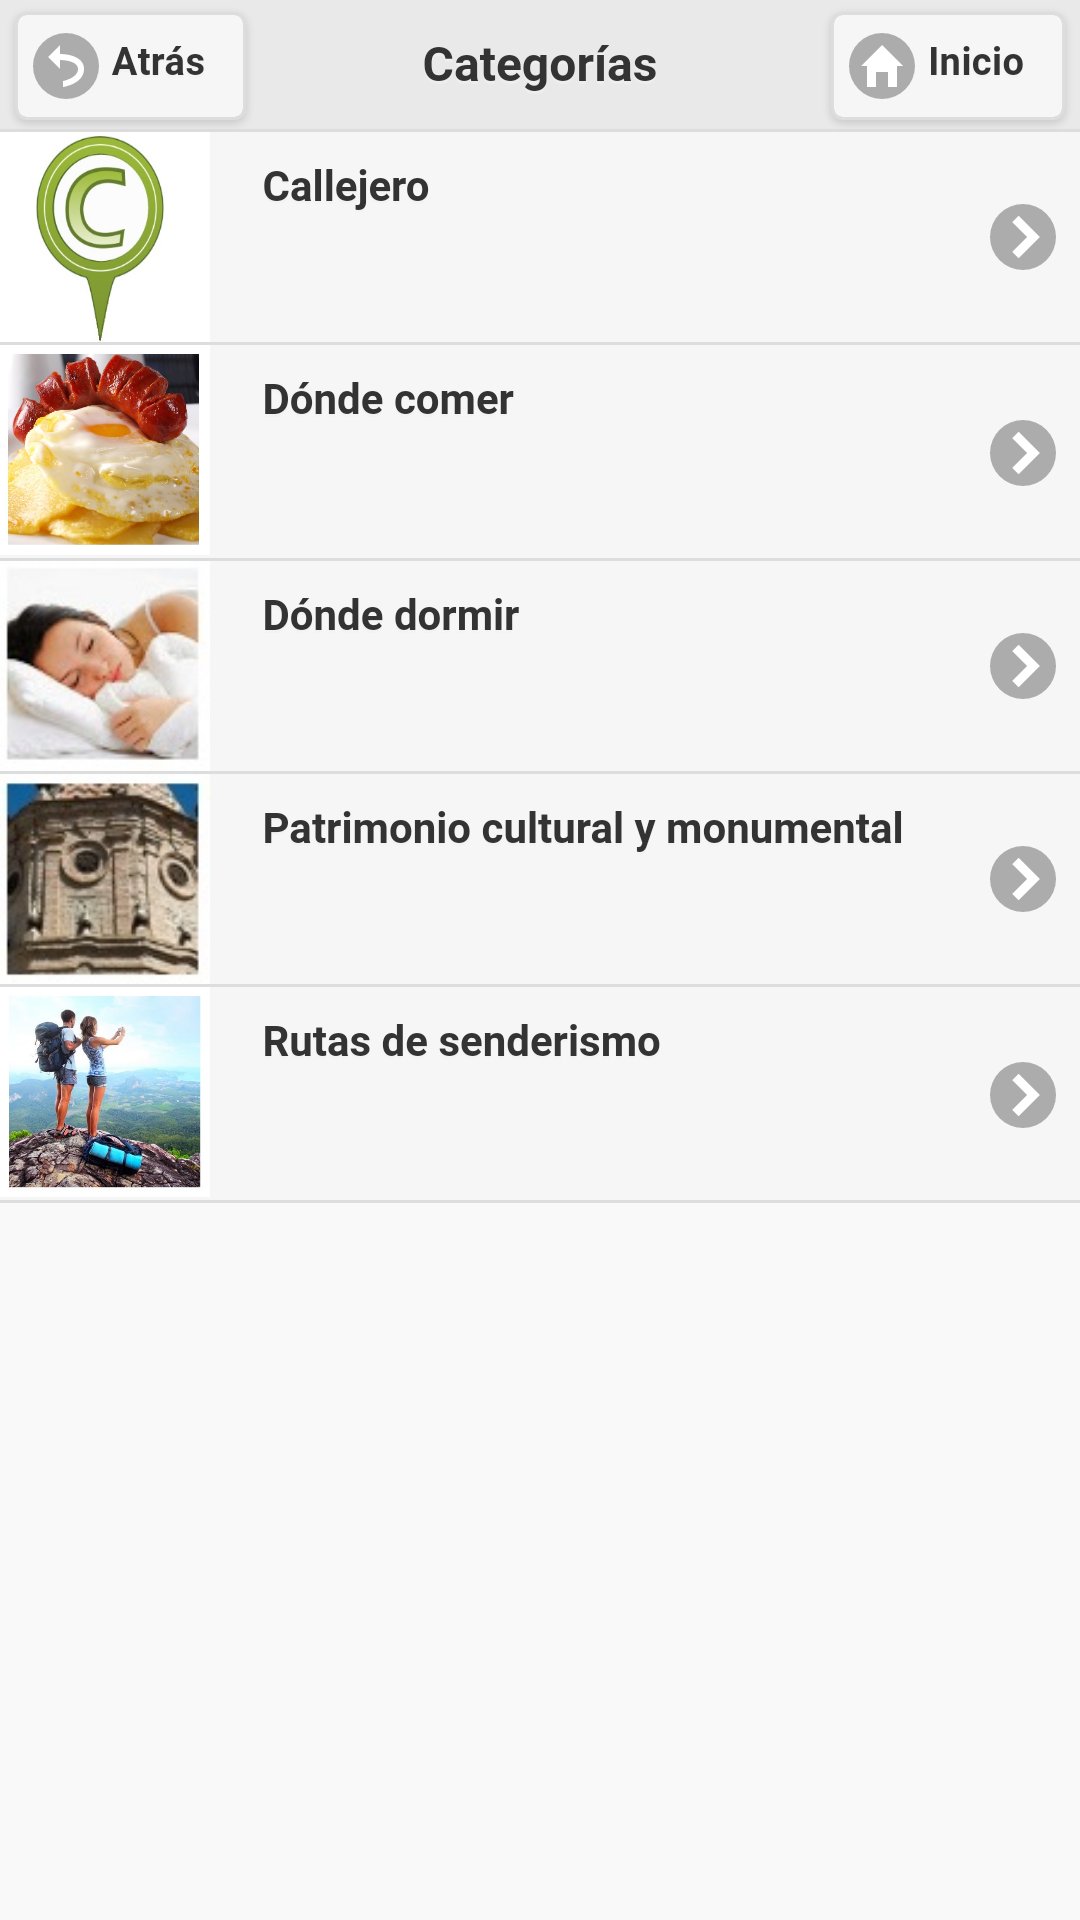 Atrás
Categorías
Inicio
C
Callejero
Dónde comer
Dónde dormir
Patrimonio cultural y monumental
Rutas de senderismo